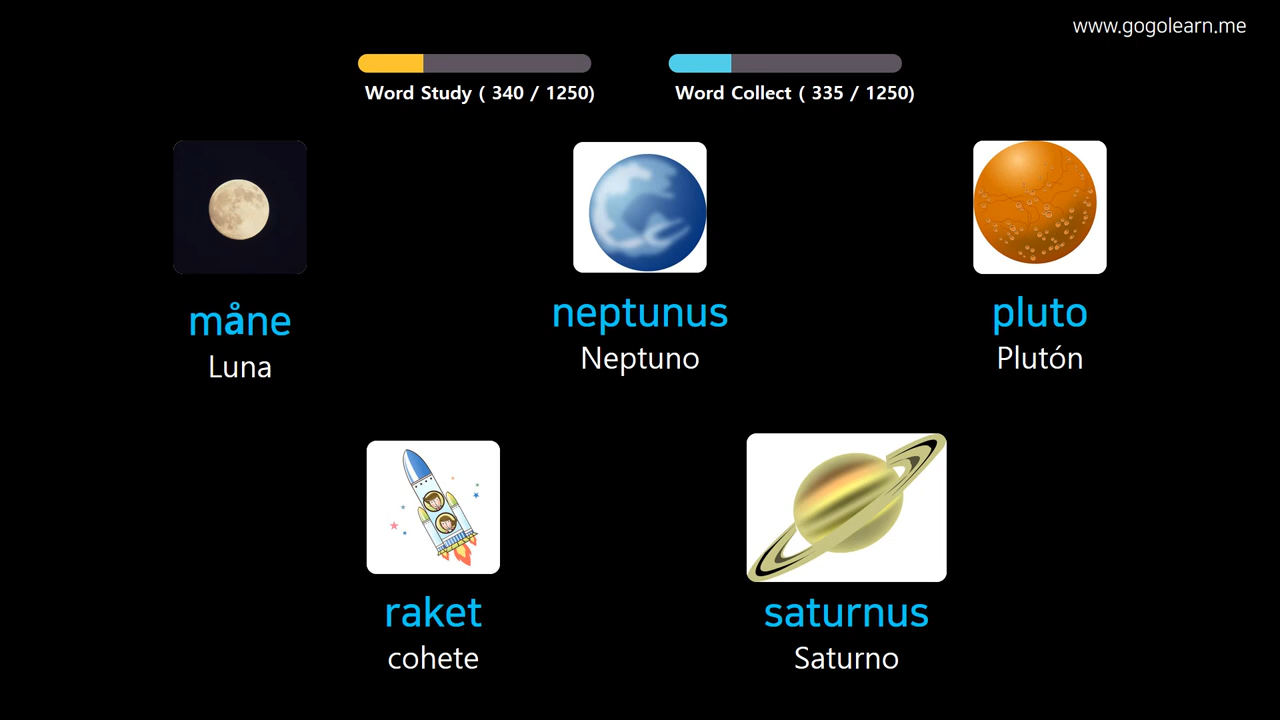 www.gogolearn.me
Word Study ( 340 / 1250)
Word Collect ( 335 / 1250)
måne
Luna
neptunus
Neptuno
pluto
Plutón
raket
cohete
saturnus
Saturno